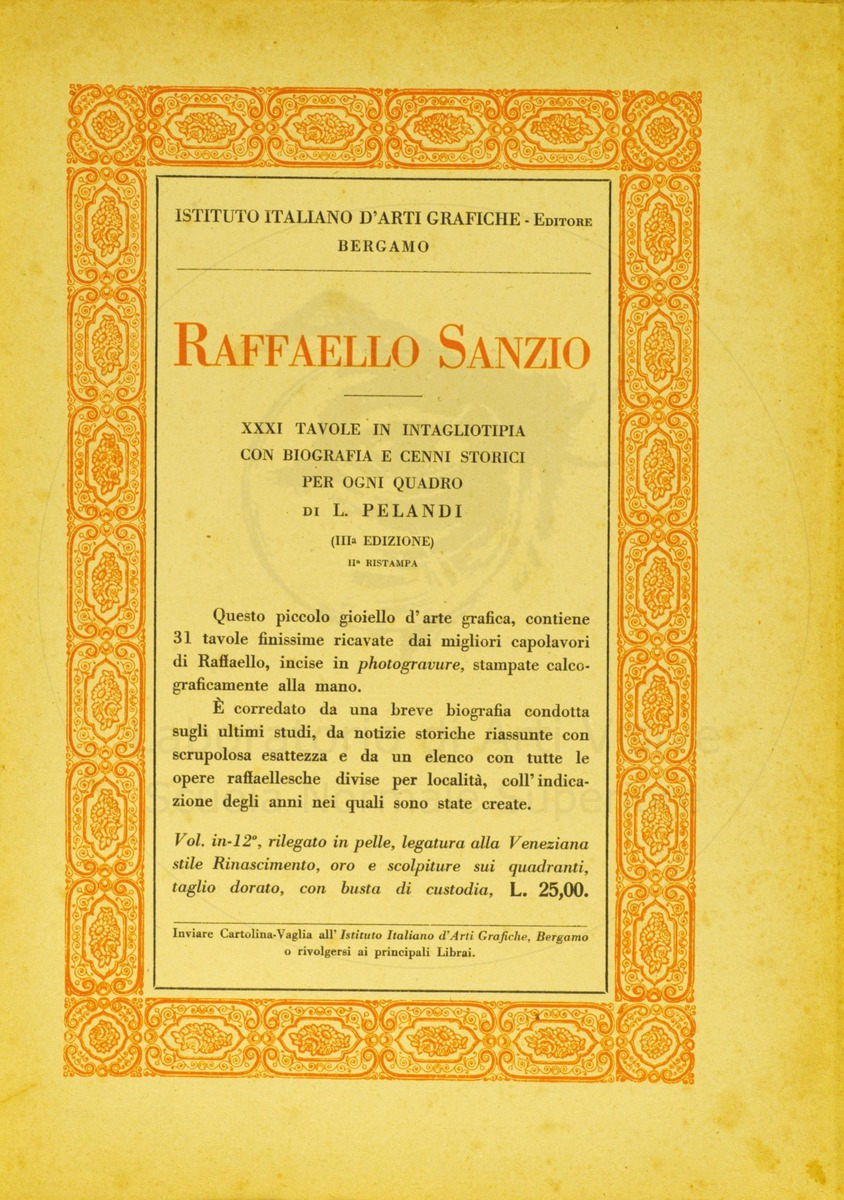 ISTITUTO ITALIANO D'ARTI GRAFICHE - EDITORE
BERGAMO
RAFFAELLO SANZIO
XXXI TAVOLE IN INTAGLIOTIPIA
CON BIOGRAFIA E CENNI STORICI
PER OGNI QUADRO
DI L. PELANDI
(IIIa EDIZIONE)
IIa RISTAMPA
Questo piccolo gioiello d'arte grafica, contiene
31 tavole finissime ricavate dai migliori capolavori
di Raffaello, incise in photogravure, stampate calco-
graficamente alla mano.
È corredato da una breve biografia condotta
sugli ultimi studi, da notizie storiche riassunte con
scrupolosa esattezza e da un elenco con tutte le
opere raffaellesche divise per località, coll'indica-
zione degli anni nei quali sono state create.
Vol. in-12º, rilegato in pelle, legatura alla Veneziana
stile Rinascimento, oro e scolpiture sui quadranti,
taglio dorato, con busta di custodia, L. 25,00.
Inviare Cartolina-Vaglia all'Istituto Italiano d'Arti Grafiche, Bergamo
o rivolgersi ai principali Librai.